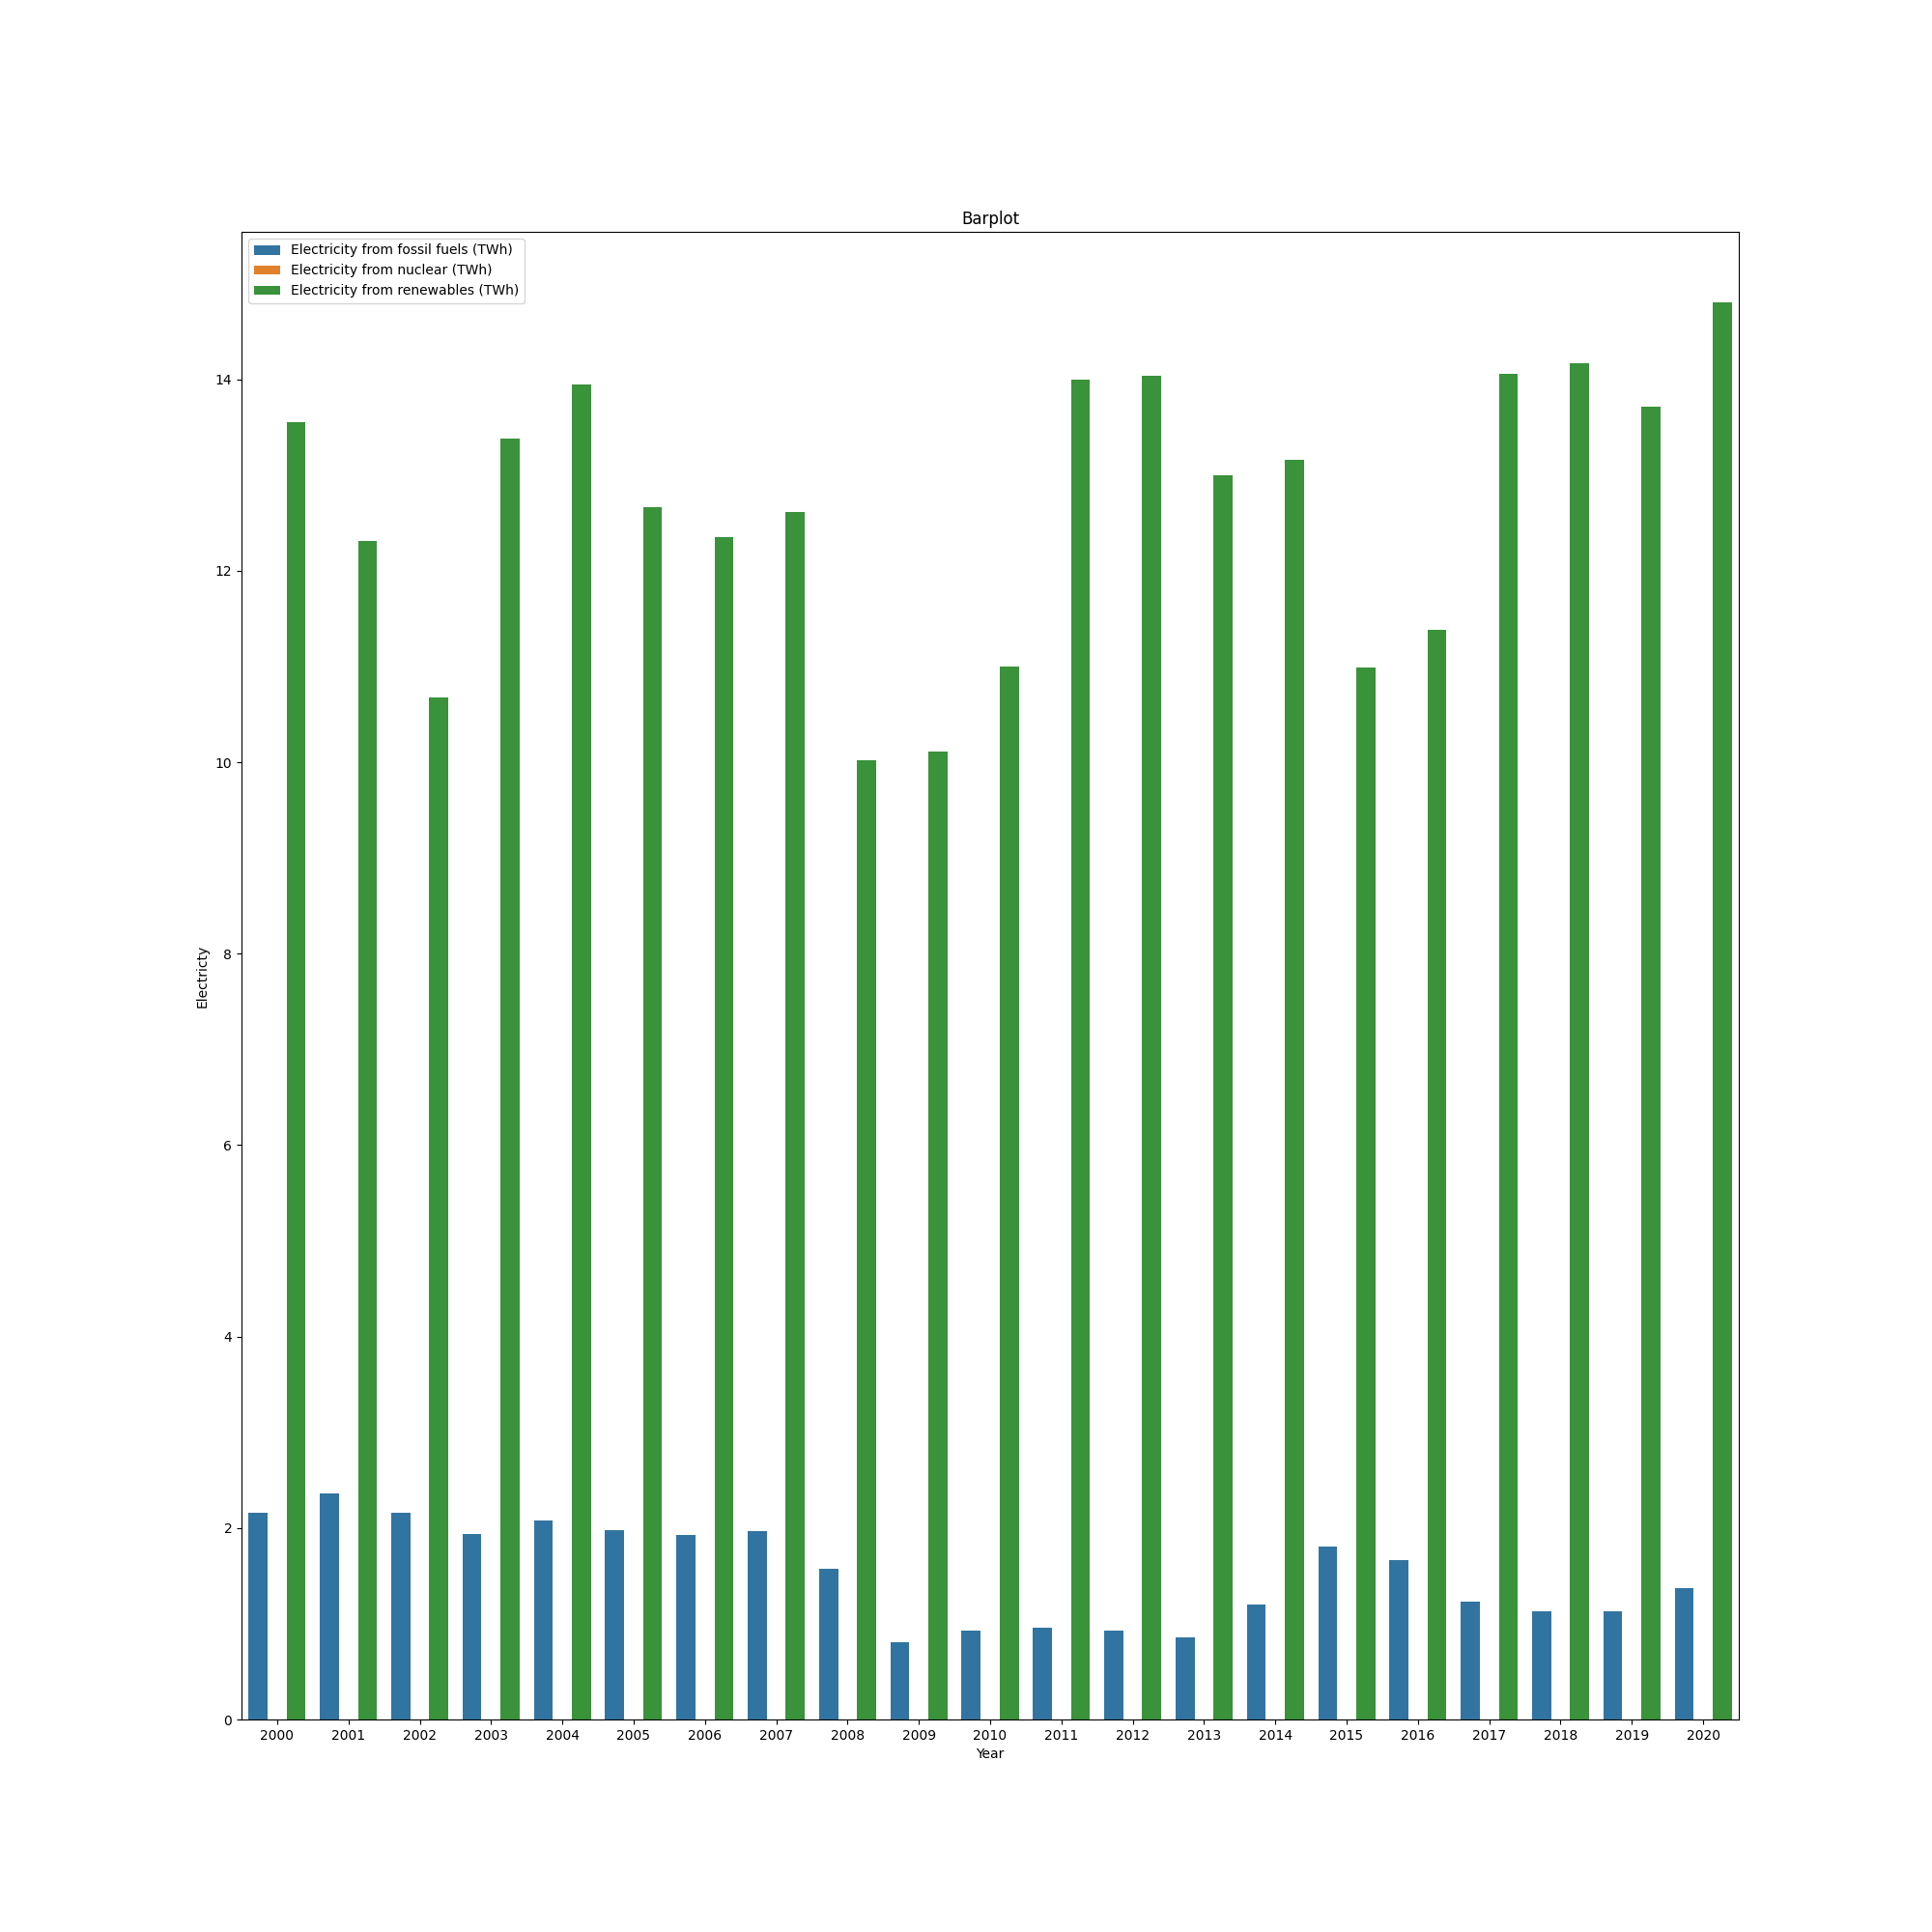 Barplot
Electricity from fossil fuels (TWh)
Electricity from nuclear (TWh)
Electricity from renewables (TWh)
14
12
10
8
6
4
2
0
Electricty
2000 2001 2002 2003 2004 2005 2006 2007 2008 2009 2010 2011 2012 2013 2014 2015 2016 2017 2018 2019 2020
Year